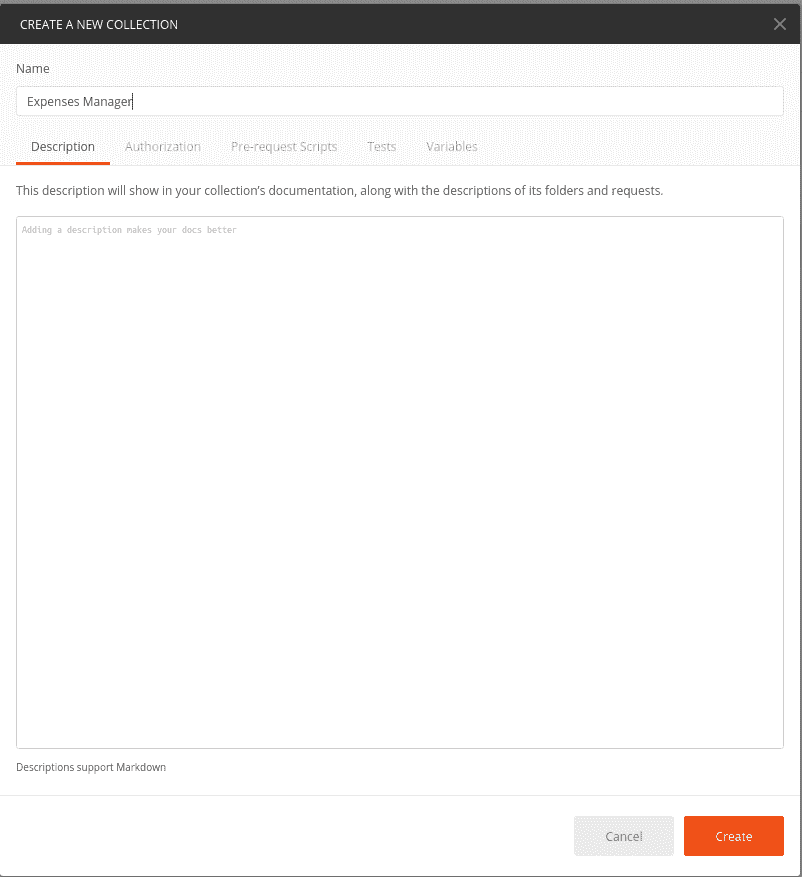 CREATE A NEW COLLECTION
Name
Expenses Manager
Description Authorization Pre-request Scripts Tests Variables
This description will show in your collection’s documentation, along with the descriptions of its folders and requests.
Adding a description makes your docs better
Descriptions support Markdown
Cancel Create